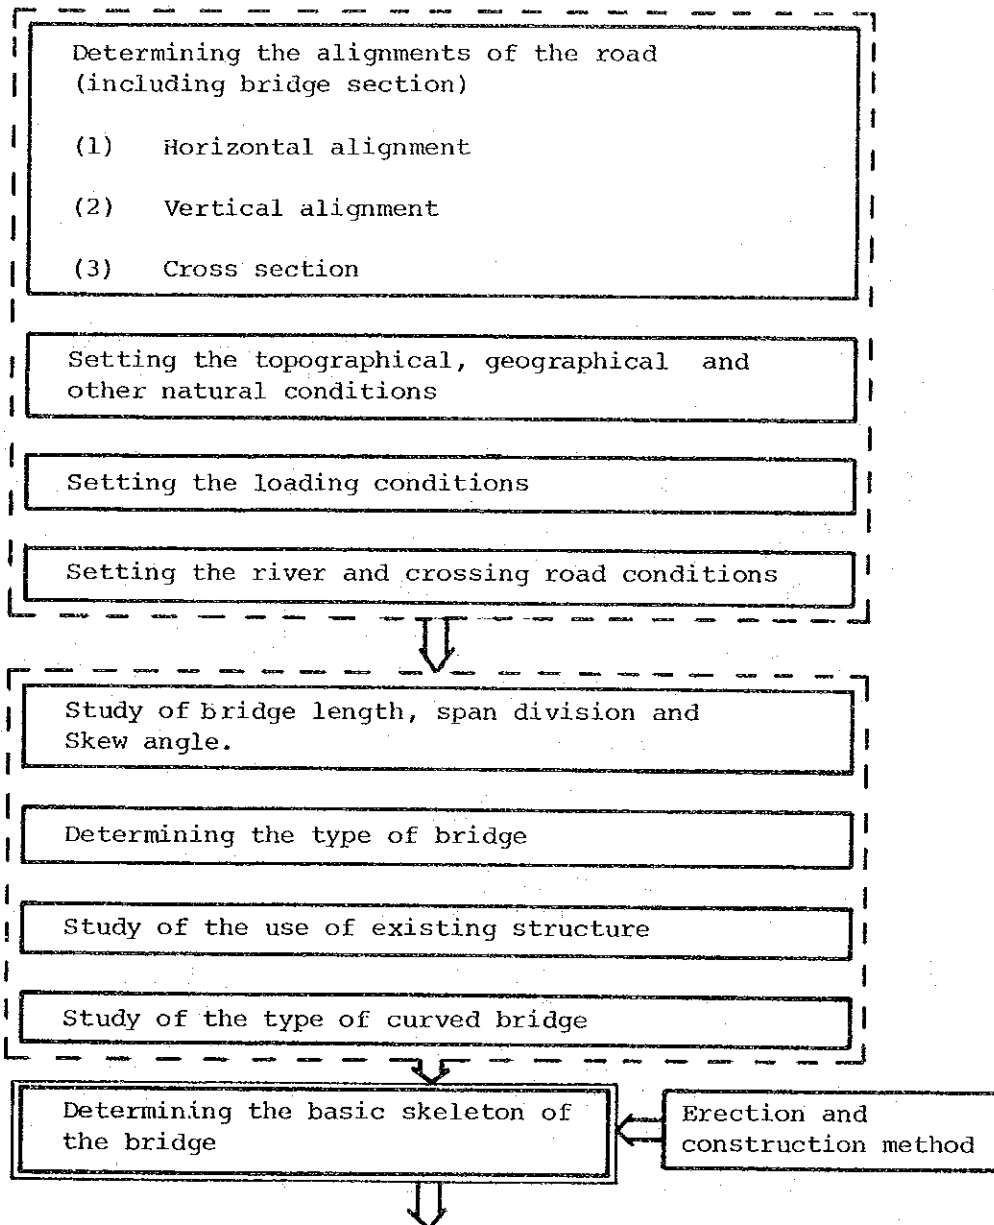 Determining the alignments of the road
(including bridge section)
(1) Horizontal alignment
(2) Vertical alignment
(3) Cross section
Setting the topographical, geographical and
other natural conditions
Setting the loading conditions
Setting the river and crossing road conditions
Study of bridge length, span division and
Skew angle.
Determining the type of bridge
Study of the use of existing structure
Study of the type of curved bridge
Determining the basic skeleton of
the bridge
Erection and
construction method